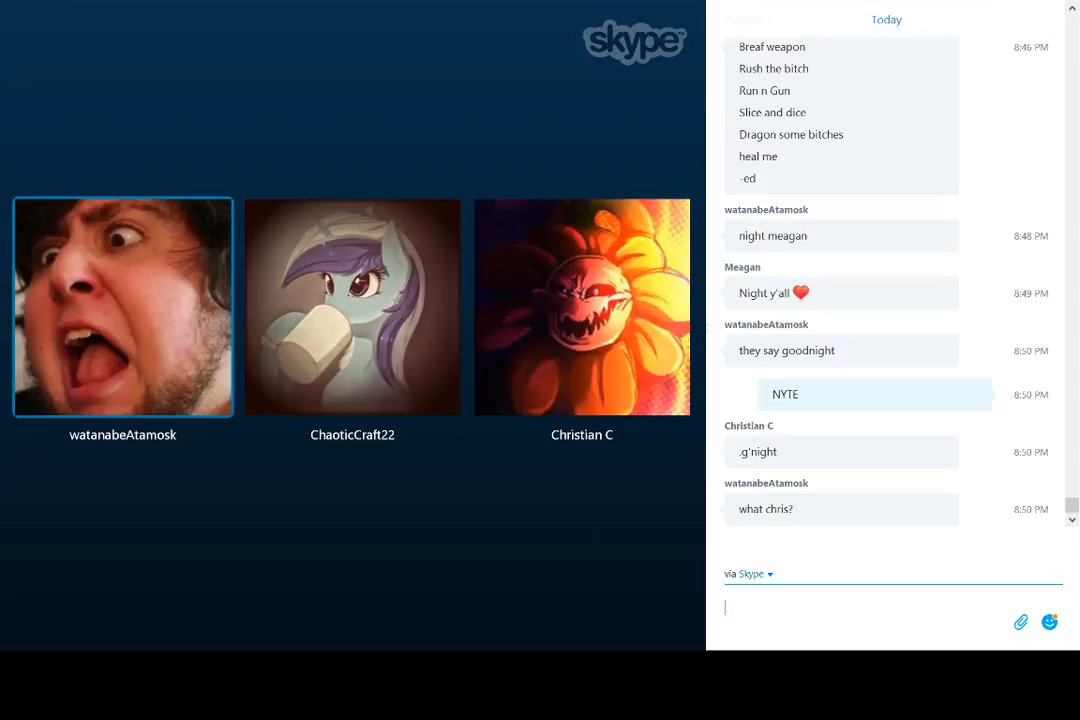 skype™
watanabeAtamosk
ChaoticCraft22
Christian C
Today
Breaf weapon
8:46 PM
Rush the bitch
Run n Gun
Slice and dice
Dragon some bitches
heal me
-ed
watanabeAtamosk
night meagan
8:48 PM
Meagan
Night y'all ❤
8:49 PM
watanabeAtamosk
they say goodnight
8:50 PM
NYTE
8:50 PM
Christian C
.g'night
8:50 PM
watanabeAtamosk
what chris?
8:50 PM
via Skype